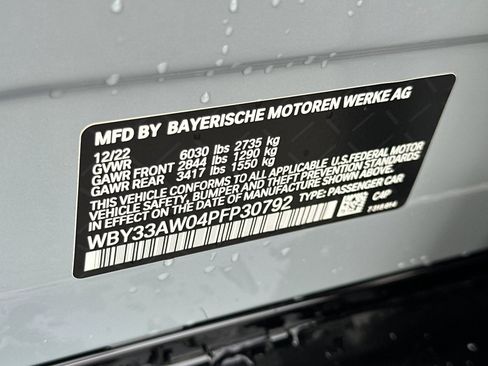 MFD BY BAYERISCHE MOTOREN WERKE AG
12/22
GVWR 6030 lbs 2735 kg
GAWR FRONT 2844 lbs 1290 kg
GAWR REAR 3417 lbs 1550 kg
THIS VEHICLE CONFORMS TO ALL APPLICABLE U.S. FEDERAL MOTOR
VEHICLE SAFETY, BUMPER AND THEFT PREVENTION STANDARDS IN
EFFECT ON THE DATE OF MANUFACTURE SHOWN ABOVE.
WBY33AW04PFP30792 TYPE: PASSENGER CAR
C4P